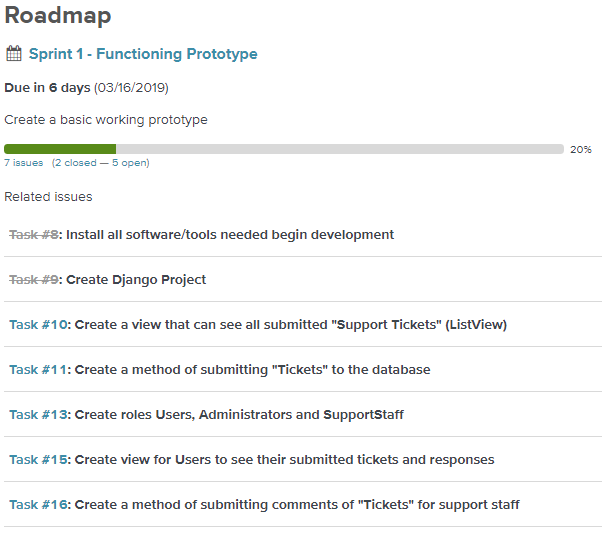 Roadmap
Sprint 1 - Functioning Prototype
Due in 6 days (03/16/2019)
Create a basic working prototype
20%
7 issues (2 closed — 5 open)
Related issues
Task #8: Install all software/tools needed begin development
Task #9: Create Django Project
Task #10: Create a view that can see all submitted "Support Tickets" (ListView)
Task #11: Create a method of submitting "Tickets" to the database
Task #13: Create roles Users, Administrators and SupportStaff
Task #15: Create view for Users to see their submitted tickets and responses
Task #16: Create a method of submitting comments of "Tickets" for support staff